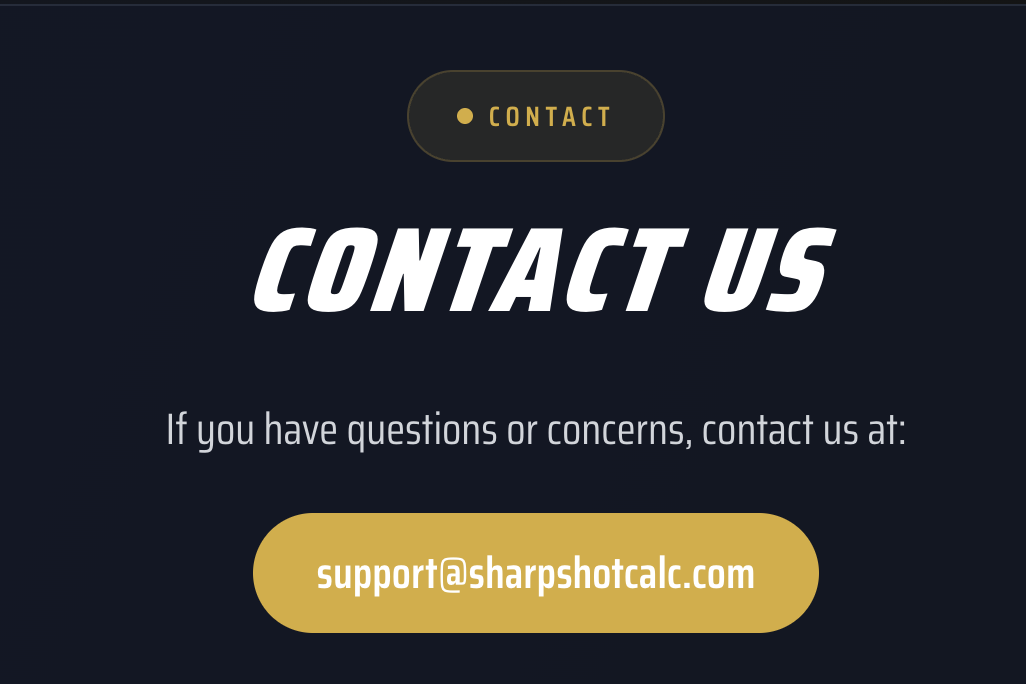 CONTACT
CONTACT US
If you have questions or concerns, contact us at:
support@sharpshotcalc.com